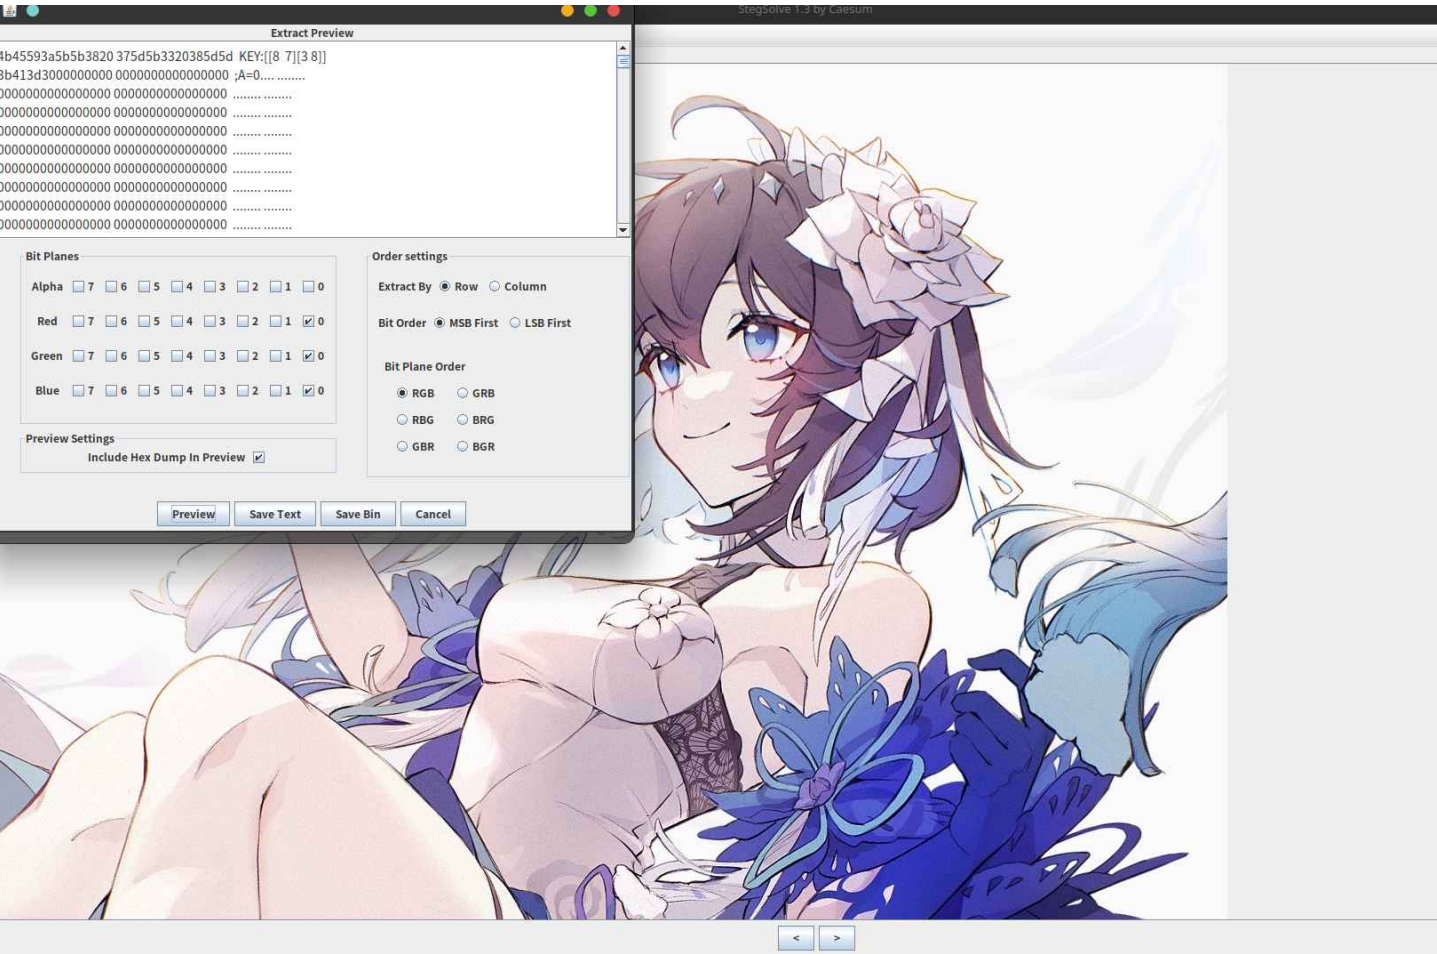 StegSolve 1.3 by Caesum
Extract Preview
4b45593a5b5b3820 375d5b3320385d5d KEY:[[8 7][3 8]]
3b413d3000000000 0000000000000000 ;A=0.... ........
0000000000000000 0000000000000000 ........ ........
0000000000000000 0000000000000000 ........ ........
0000000000000000 0000000000000000 ........ ........
0000000000000000 0000000000000000 ........ ........
0000000000000000 0000000000000000 ........ ........
0000000000000000 0000000000000000 ........ ........
0000000000000000 0000000000000000 ........ ........
0000000000000000 0000000000000000 ........ ........
Bit Planes
Alpha 7 6 5 4 3 2 1 0
Red 7 6 5 4 3 2 1 0
Green 7 6 5 4 3 2 1 0
Blue 7 6 5 4 3 2 1 0
Preview Settings
Include Hex Dump In Preview
Order settings
Extract By Row Column
Bit Order MSB First LSB First
Bit Plane Order
RGB GRB
RBG BRG
GBR BGR
Preview Save Text Save Bin Cancel
< >